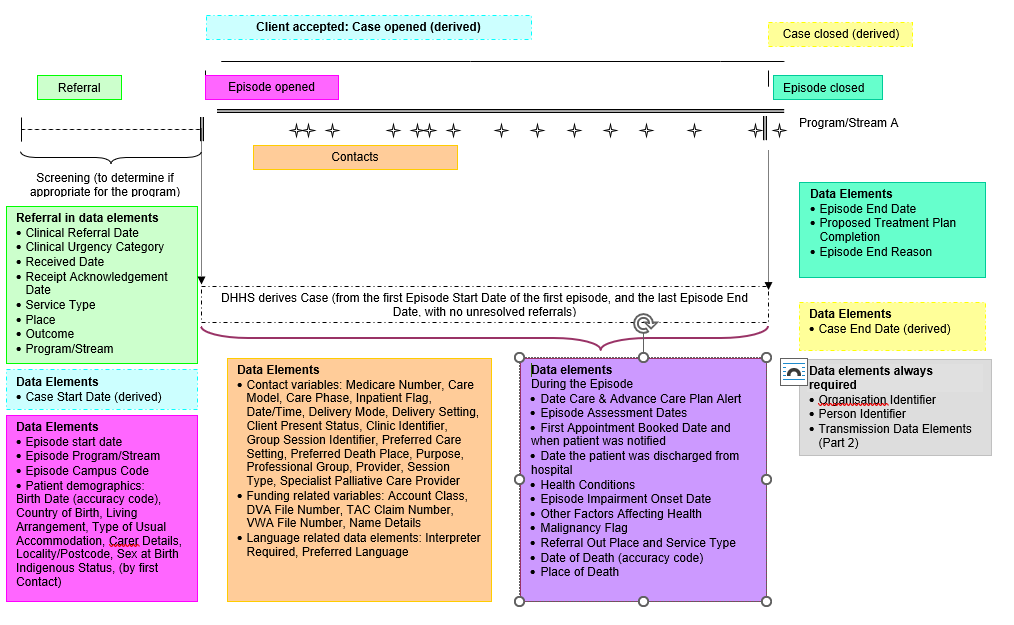 Client accepted: Case opened (derived)
Case closed (derived)
Referral
Episode opened
Episode closed
Program/Stream A
Contacts
Screening (to determine if
appropriate for the program)
Referral in data elements
• Clinical Referral Date
• Clinical Urgency Category
• Received Date
• Receipt Acknowledgement
Date
• Service Type
• Place
• Outcome
• Program/Stream
Data Elements
• Case Start Date (derived)
Data Elements
• Episode start date
• Episode Program/Stream
• Episode Campus Code
• Patient demographics:
Birth Date (accuracy code),
Country of Birth, Living
Arrangement, Type of Usual
Accommodation, Carer Details,
Locality/Postcode, Sex at Birth
Indigenous Status, (by first
Contact)
DHHS derives Case (from the first Episode Start Date of the first episode, and the last Episode End
Date, with no unresolved referrals)
Data Elements
• Contact variables: Medicare Number, Care
Model, Care Phase, Inpatient Flag,
Date/Time, Delivery Mode, Delivery Setting,
Client Present Status, Clinic Identifier,
Group Session Identifier, Preferred Care
Setting, Preferred Death Place, Purpose,
Professional Group, Provider, Session
Type, Specialist Palliative Care Provider
• Funding related variables: Account Class,
DVA File Number, TAC Claim Number,
VWA File Number, Name Details
• Language related data elements: Interpreter
Required, Preferred Language
Data elements
During the Episode
• Date Care & Advance Care Plan Alert
• Episode Assessment Dates
• First Appointment Booked Date and
when patient was notified
• Date the patient was discharged from
hospital
• Health Conditions
• Episode Impairment Onset Date
• Other Factors Affecting Health
• Malignancy Flag
• Referral Out Place and Service Type
• Date of Death (accuracy code)
• Place of Death
Data Elements
• Episode End Date
• Proposed Treatment Plan
Completion
• Episode End Reason
Data Elements
• Case End Date (derived)
Data elements always
required
• Organisation Identifier
• Person Identifier
• Transmission Data Elements
(Part 2)